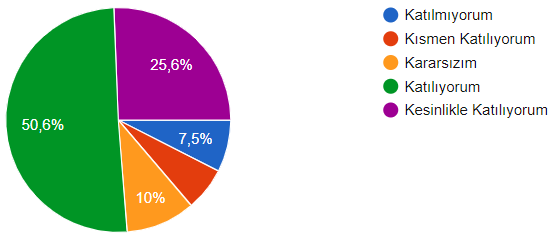 25,6%
50,6%
7,5%
10%
Katılmıyorum
Kısmen Katılıyorum
Kararsızım
Katılıyorum
Kesinlikle Katılıyorum